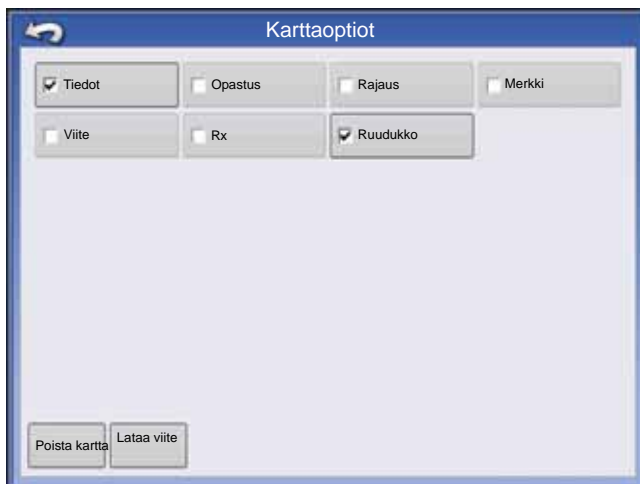 Karttaoptiot
Tiedot
Opastus
Rajaus
Merkki
Viite
Rx
Ruudukko
Poista kartta
Lataa viite